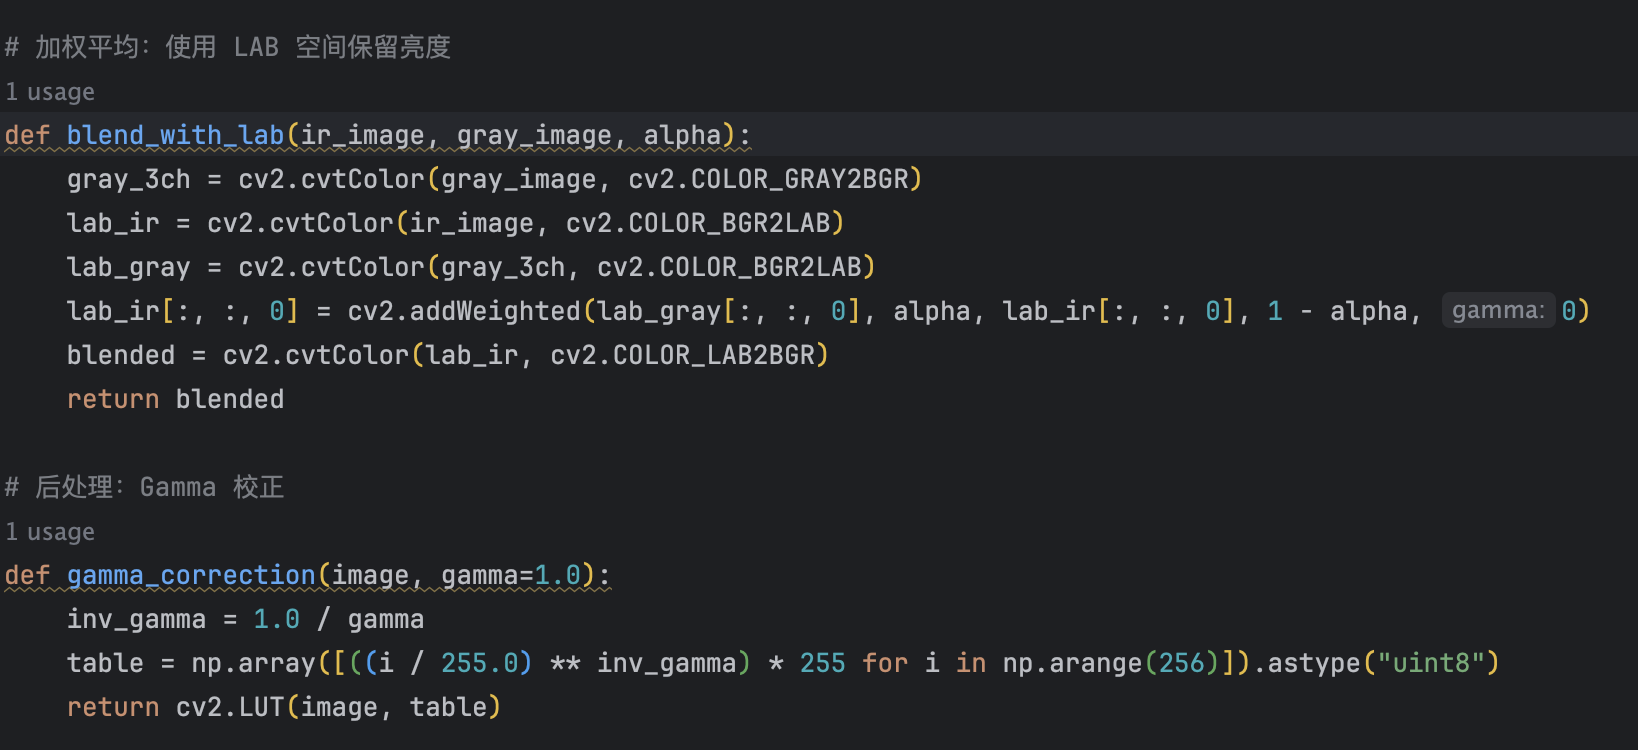 # 加权平均：使用 LAB 空间保留亮度
1 usage
def blend_with_lab(ir_image, gray_image, alpha):
    gray_3ch = cv2.cvtColor(gray_image, cv2.COLOR_GRAY2BGR)
    lab_ir = cv2.cvtColor(ir_image, cv2.COLOR_BGR2LAB)
    lab_gray = cv2.cvtColor(gray_3ch, cv2.COLOR_BGR2LAB)
    lab_ir[:, :, 0] = cv2.addWeighted(lab_gray[:, :, 0], alpha, lab_ir[:, :, 0], 1 - alpha, gamma: 0)
    blended = cv2.cvtColor(lab_ir, cv2.COLOR_LAB2BGR)
    return blended
# 后处理：Gamma 校正
1 usage
def gamma_correction(image, gamma=1.0):
    inv_gamma = 1.0 / gamma
    table = np.array([((i / 255.0) ** inv_gamma) * 255 for i in np.arange(256)]).astype("uint8")
    return cv2.LUT(image, table)